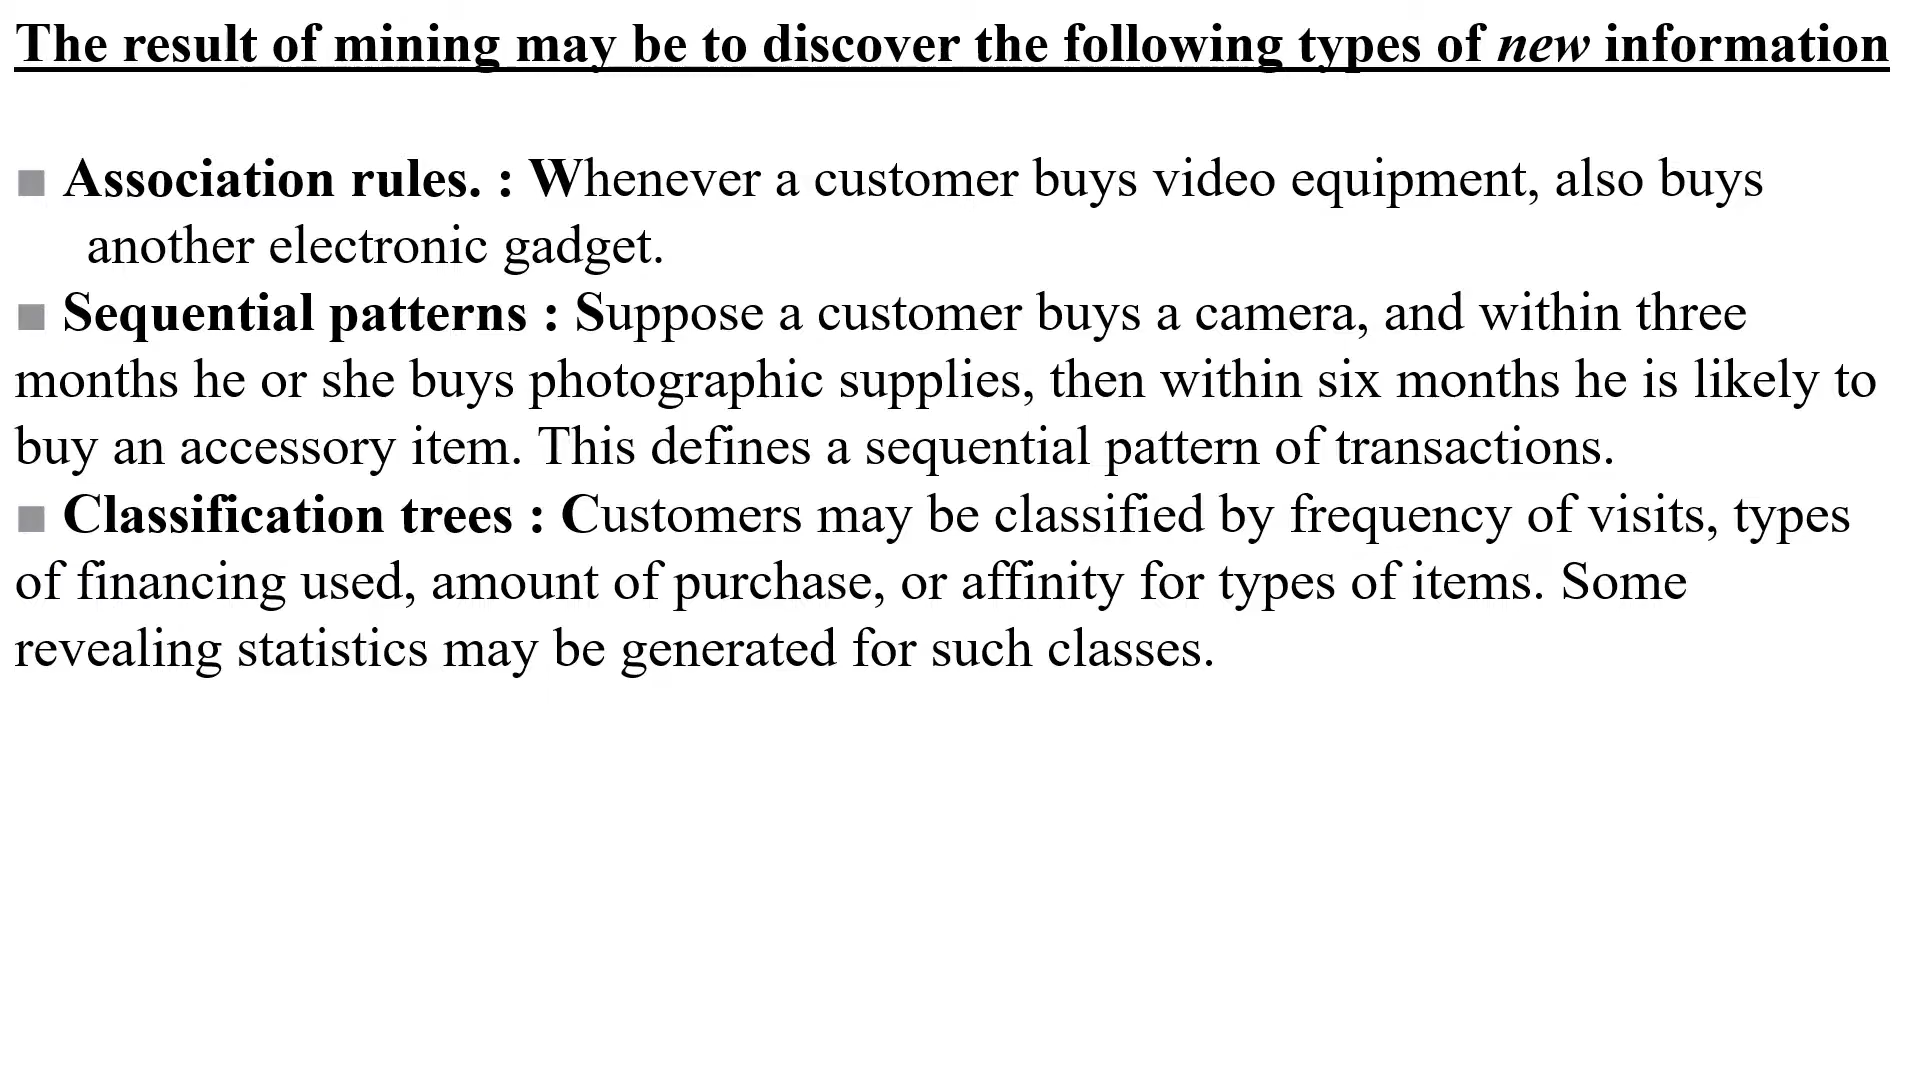 The result of mining may be to discover the following types of new information
■ Association rules. : Whenever a customer buys video equipment, also buys
another electronic gadget.
■ Sequential patterns : Suppose a customer buys a camera, and within three
months he or she buys photographic supplies, then within six months he is likely to
buy an accessory item. This defines a sequential pattern of transactions.
■ Classification trees : Customers may be classified by frequency of visits, types
of financing used, amount of purchase, or affinity for types of items. Some
revealing statistics may be generated for such classes.